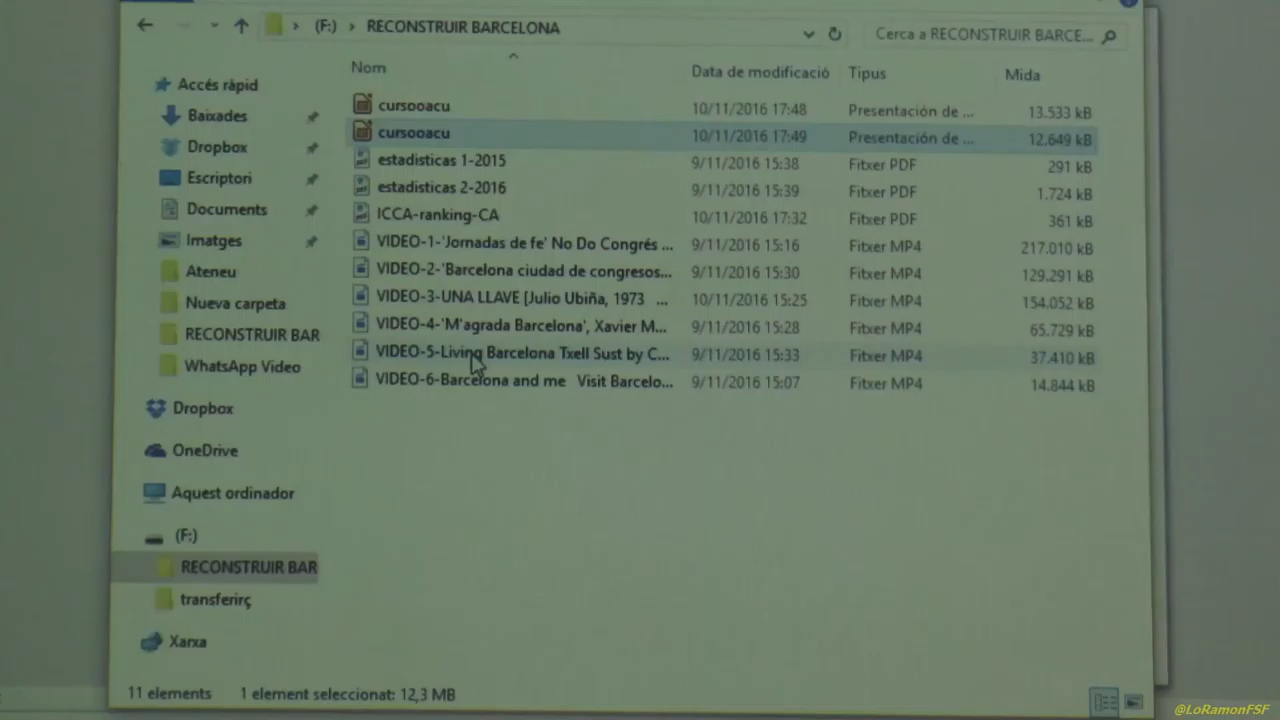 (F:) > RECONSTRUIR BARCELONA
Cerca a RECONSTRUIR BARCE...
Nom Data de modificació Tipus Mida
Accés ràpid
Baixades
Dropbox
Escriptori
Documents
Imatges
Ateneu
Nueva carpeta
RECONSTRUIR BAR
WhatsApp Video
Dropbox
OneDrive
Aquest ordinador
(F:)
RECONSTRUIR BAR
transferirç
Xarxa
cursooacu 10/11/2016 17:48 Presentación de ... 13.533 kB
cursooacu 10/11/2016 17:49 Presentación de ... 12.649 kB
estadisticas 1-2015 9/11/2016 15:38 Fitxer PDF 291 kB
estadisticas 2-2016 9/11/2016 15:39 Fitxer PDF 1.724 kB
ICCA-ranking-CA 10/11/2016 17:32 Fitxer PDF 361 kB
VIDEO-1-'Jornadas de fe' No Do Congrés ... 9/11/2016 15:16 Fitxer MP4 217.010 kB
VIDEO-2-'Barcelona ciudad de congresos... 9/11/2016 15:30 Fitxer MP4 129.291 kB
VIDEO-3-UNA LLAVE [Julio Ubiña, 1973 ... 10/11/2016 15:25 Fitxer MP4 154.052 kB
VIDEO-4-'M'agrada Barcelona', Xavier M... 9/11/2016 15:28 Fitxer MP4 65.729 kB
VIDEO-5-Living Barcelona Txell Sust by C... 9/11/2016 15:33 Fitxer MP4 37.410 kB
VIDEO-6-Barcelona and me Visit Barcelo... 9/11/2016 15:07 Fitxer MP4 14.844 kB
11 elements 1 element seleccionat: 12,3 MB
@LoRamonFSF